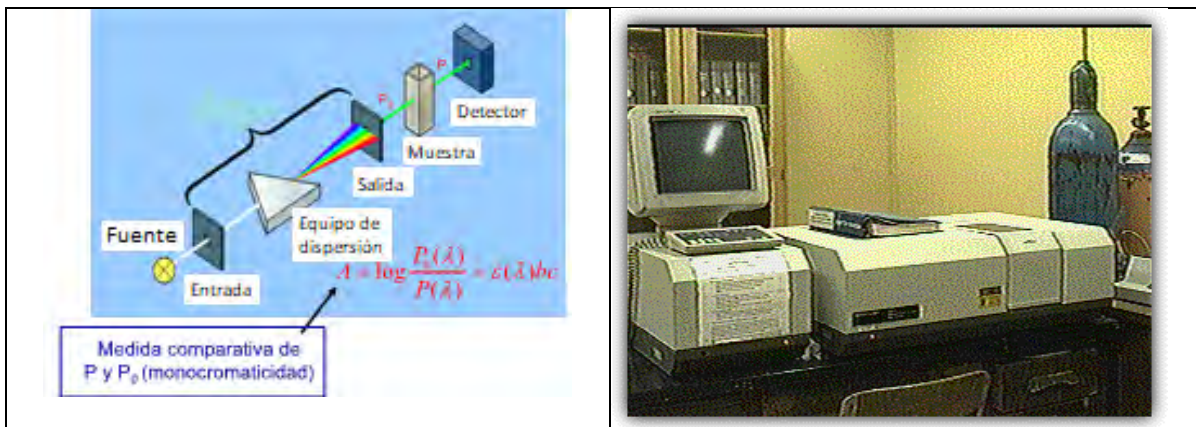 Fuente
Entrada
Equipo de
dispersión
Salida
Muestra
Detector
P₀
P
A = log P₀(λ) / P(λ) = ε(λ)bc
Medida comparativa de
P y P₀ (monocromaticidad)